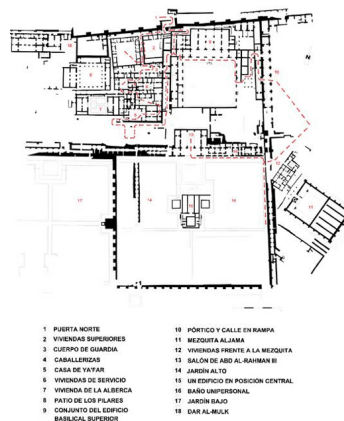 1 PUERTA NORTE
2 VIVIENDAS SUPERIORES
3 CUERPO DE GUARDIA
4 CABALLERIZAS
5 CASA DE YA'FAR
6 VIVIENDAS DE SERVICIO
7 VIVIENDA DE LA ALBERCA
8 PATIO DE LOS PILARES
9 CONJUNTO DEL EDIFICIO
BASILICAL SUPERIOR
10 PÓRTICO Y CALLE EN RAMPA
11 MEZQUITA ALJAMA
12 VIVIENDAS FRENTE A LA MEZQUITA
13 SALÓN DE ABD AL-RAHMAN III
14 JARDÍN ALTO
15 UN EDIFICIO EN POSICIÓN CENTRAL
16 BAÑO UNIPERSONAL
17 JARDÍN BAJO
18 DAR AL-MULK